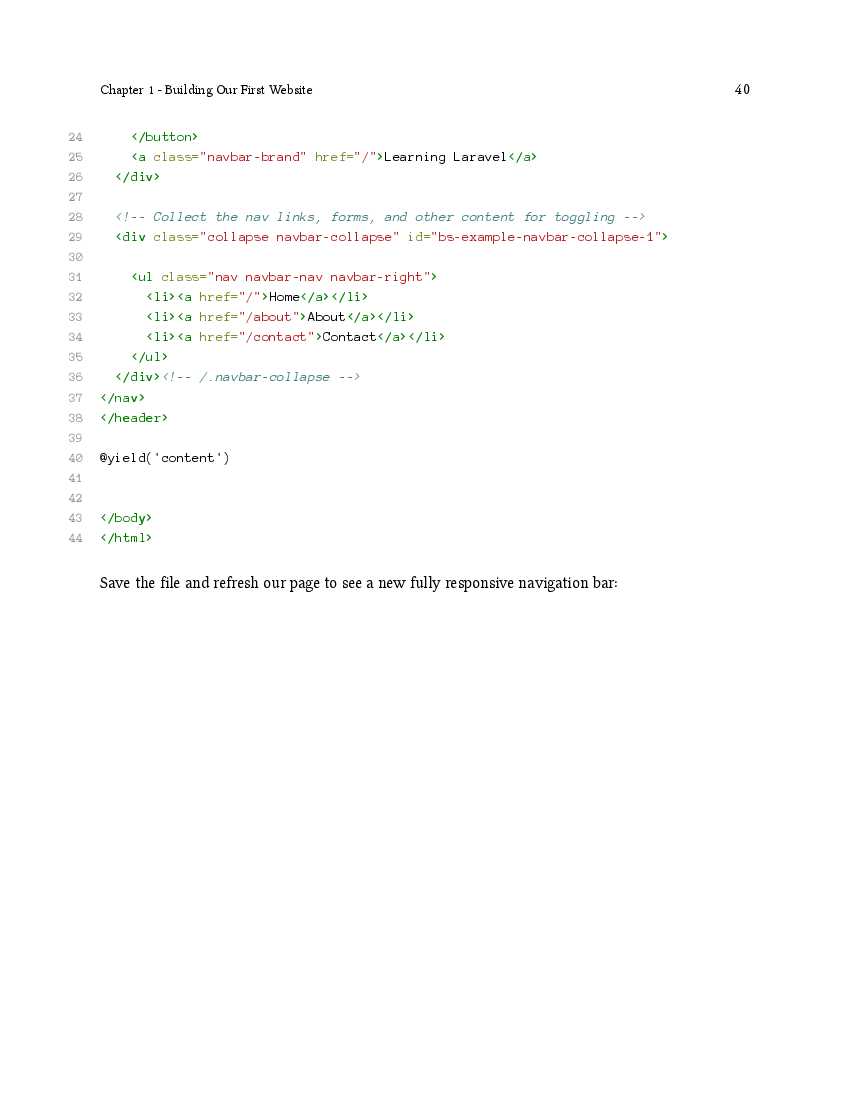 Chapter 1 - Building Our First Website 40
24     </button>
25     <a class="navbar-brand" href="/">Learning Laravel</a>
26   </div>
27
28   <!-- Collect the nav links, forms, and other content for toggling -->
29   <div class="collapse navbar-collapse" id="bs-example-navbar-collapse-1">
30
31     <ul class="nav navbar-nav navbar-right">
32       <li><a href="/">Home</a></li>
33       <li><a href="/about">About</a></li>
34       <li><a href="/contact">Contact</a></li>
35     </ul>
36   </div><!-- /.navbar-collapse -->
37 </nav>
38 </header>
39
40 @yield('content')
41
42
43 </body>
44 </html>
Save the file and refresh our page to see a new fully responsive navigation bar: